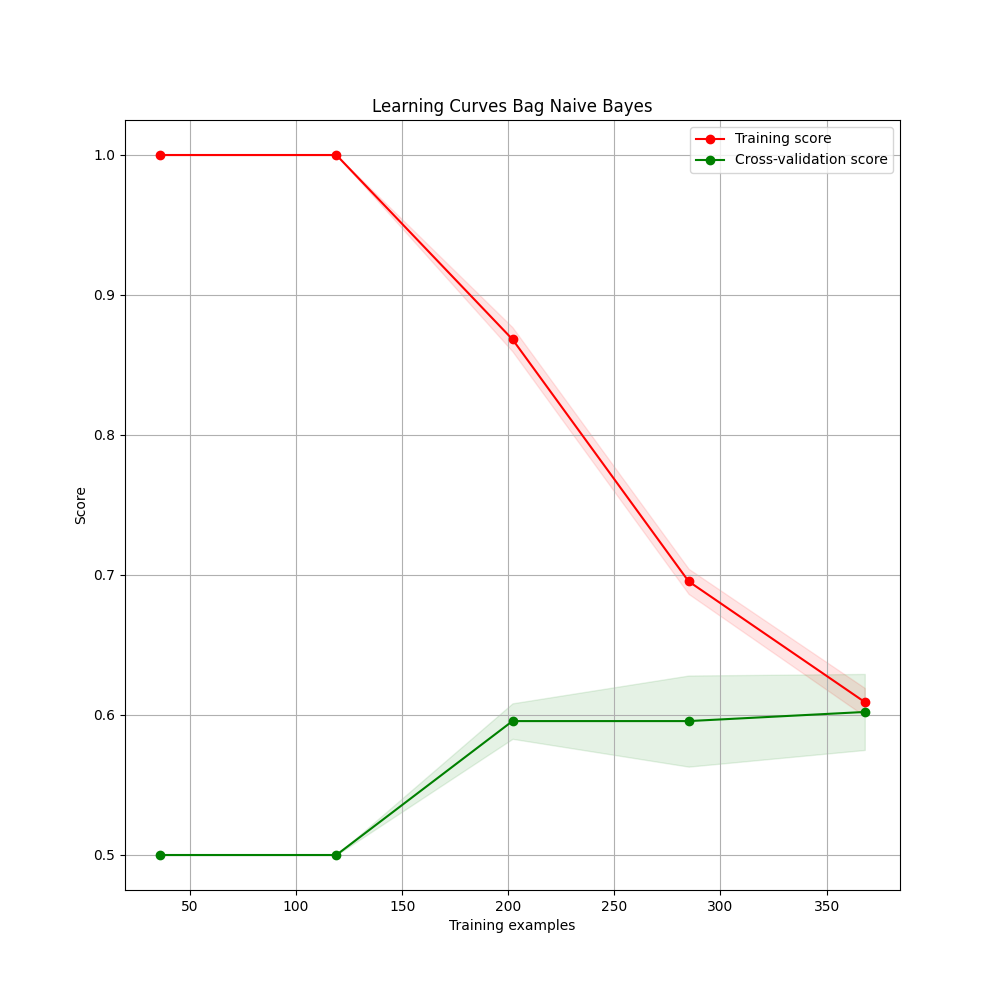 Learning Curves Bag Naive Bayes
Training score
Cross-validation score
1.0
0.9
0.8
0.7
0.6
0.5
Score
50 100 150 200 250 300 350
Training examples